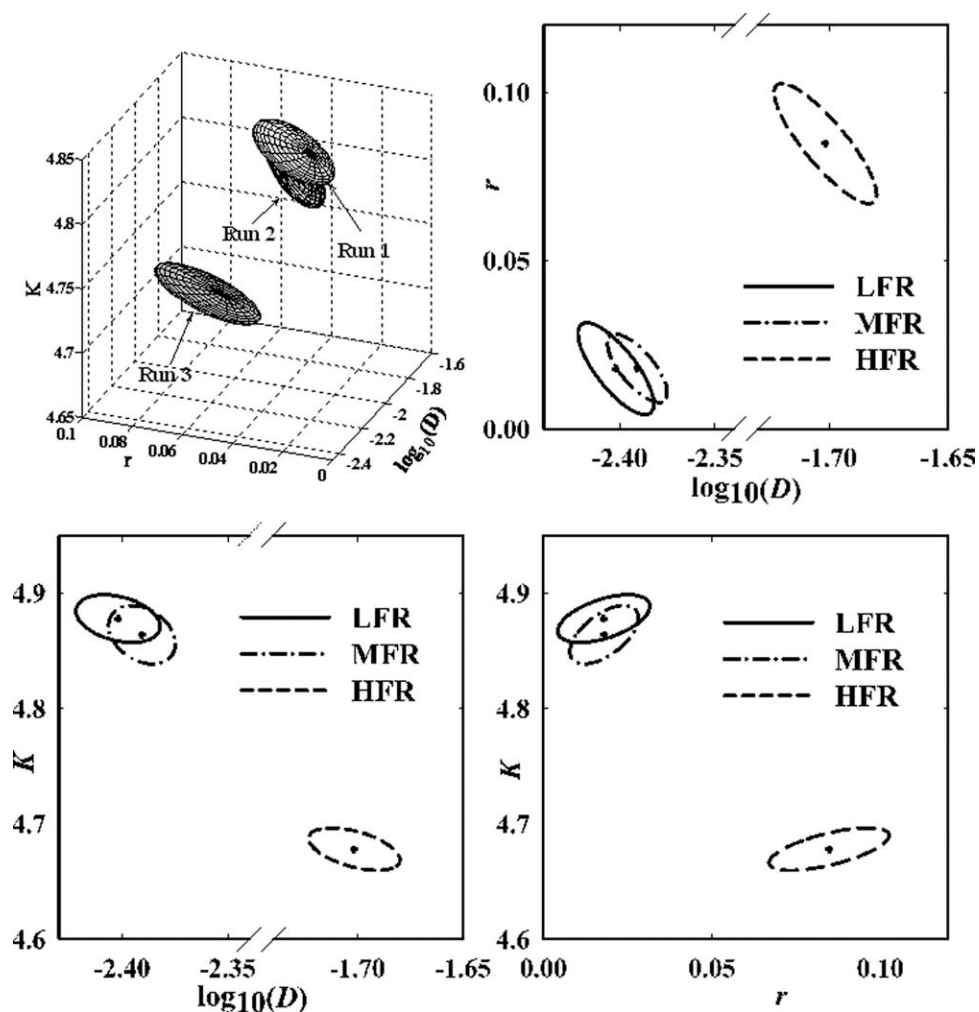 4.85
4.8
4.75
4.7
4.65
K
Run 2
Run 1
Run 3
0.1
0.08
0.06
0.04
0.02
0
r
-2.4
-2.2
-2
-1.8
-1.6
log10(D)
0.10
0.05
0.00
r
LFR
MFR
HFR
-2.40
-2.35
-1.70
-1.65
log10(D)
4.9
4.8
4.7
4.6
K
LFR
MFR
HFR
-2.40
-2.35
-1.70
-1.65
log10(D)
4.9
4.8
4.7
4.6
K
LFR
MFR
HFR
0.00
0.05
0.10
r